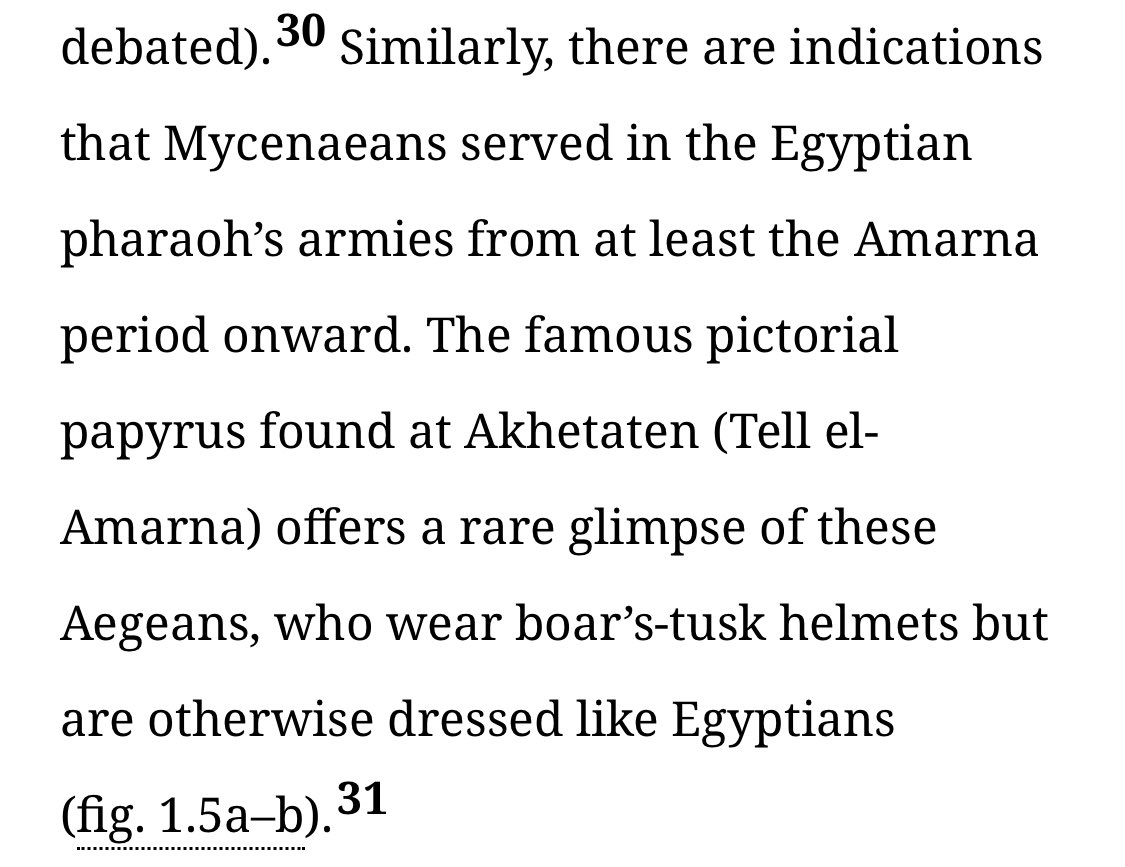 debated).30 Similarly, there are indications
that Mycenaeans served in the Egyptian
pharaoh’s armies from at least the Amarna
period onward. The famous pictorial
papyrus found at Akhetaten (Tell el-
Amarna) offers a rare glimpse of these
Aegeans, who wear boar’s-tusk helmets but
are otherwise dressed like Egyptians
(fig. 1.5a–b).31